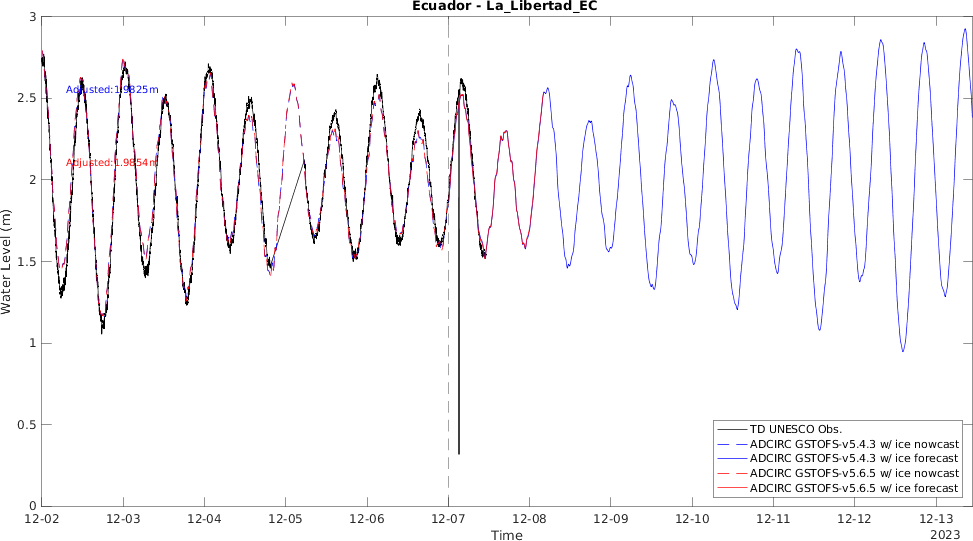 Ecuador - La_Libertad_EC
3
2.5
2
1.5
1
0.5
0
Water Level (m)
Adjusted:1.9825m
Adjusted:1.9854m
TD UNESCO Obs.
ADCIRC GSTOFS-v5.4.3 w/ ice nowcast
ADCIRC GSTOFS-v5.4.3 w/ ice forecast
ADCIRC GSTOFS-v5.6.5 w/ ice nowcast
ADCIRC GSTOFS-v5.6.5 w/ ice forecast
12-02 12-03 12-04 12-05 12-06 12-07 12-08 12-09 12-10 12-11 12-12 12-13
Time
2023